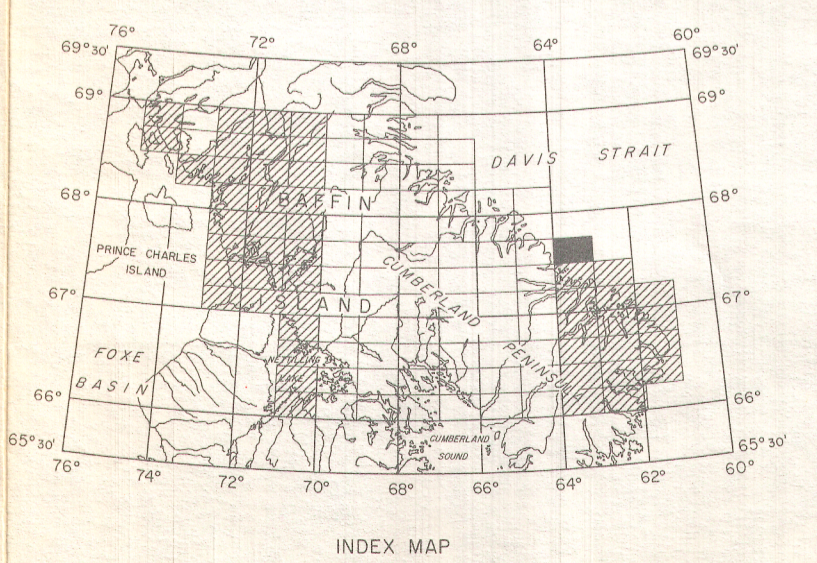 76°
72°
68°
64°
60°
69° 30'
69° 30'
69°
69°
DAVIS STRAIT
68°
68°
BAFFIN
PRINCE CHARLES
ISLAND
CUMBERLAND
67°
67°
ISLAND
FOXE
BASIN
NETTILLING
LAKE
PENINSULA
66°
66°
CUMBERLAND
SOUND
65° 30'
65° 30'
76°
74°
72°
70°
68°
66°
64°
62°
60°
INDEX MAP